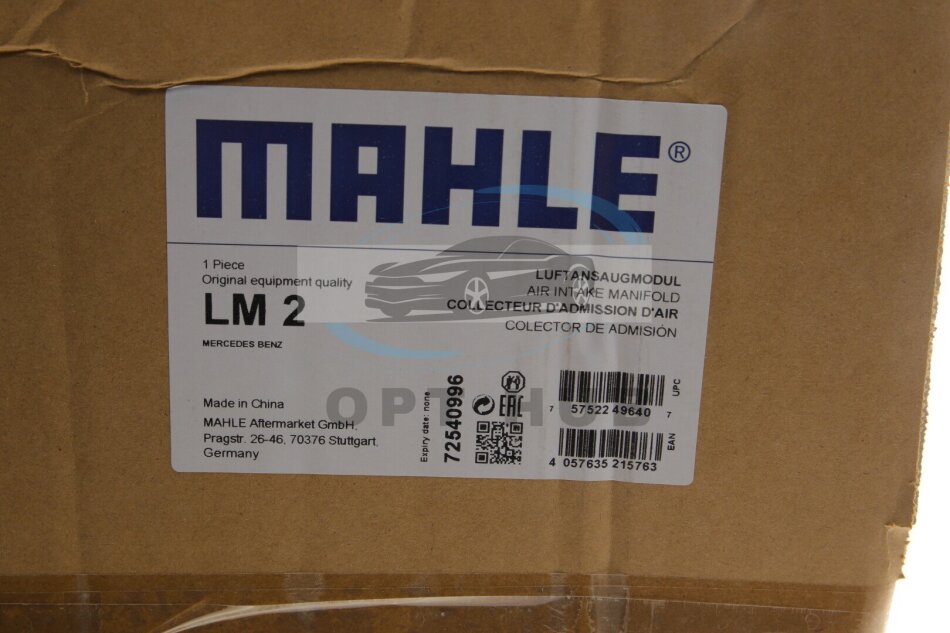 MAHLE®
1 Piece
Original equipment quality
LM 2
MERCEDES BENZ
LUFTANSAUGMODUL
AIR INTAKE MANIFOLD
COLLECTEUR D'ADMISSION D'AIR
COLECTOR DE ADMISIÓN
Made in China
MAHLE Aftermarket GmbH,
Pragstr. 26-46, 70376 Stuttgart,
Germany
Expiry date: none
72540996
EAC
UPC
7 57522 49640 7
EAN
4 057635 215763
OPTIHUB